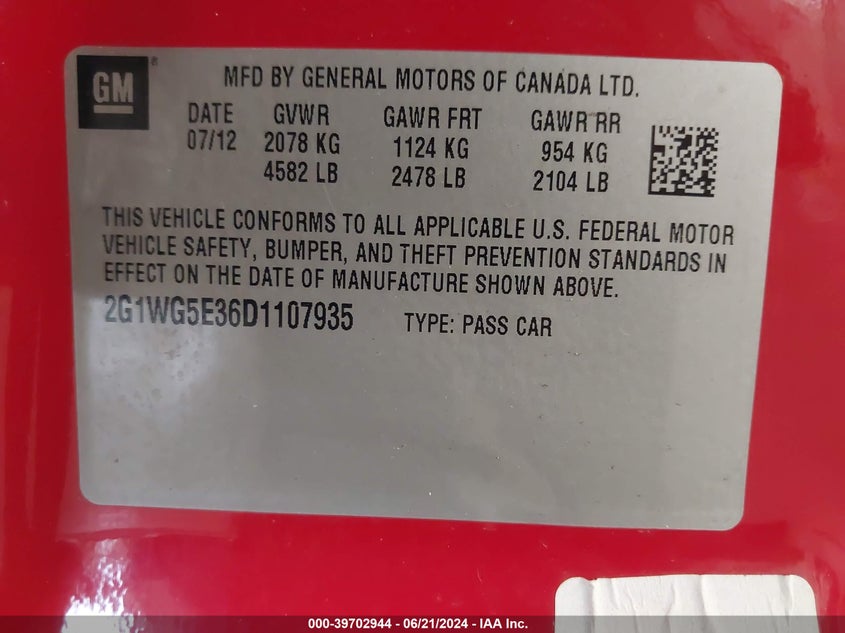 GM
®
MFD BY GENERAL MOTORS OF CANADA LTD.
DATE GVWR GAWR FRT GAWR RR
07/12 2078 KG 1124 KG 954 KG
4582 LB 2478 LB 2104 LB
THIS VEHICLE CONFORMS TO ALL APPLICABLE U.S. FEDERAL MOTOR
VEHICLE SAFETY, BUMPER, AND THEFT PREVENTION STANDARDS IN
EFFECT ON THE DATE OF MANUFACTURE SHOWN ABOVE.
2G1WG5E36D1107935 TYPE: PASS CAR
000-39702944 - 06/21/2024 - IAA Inc.